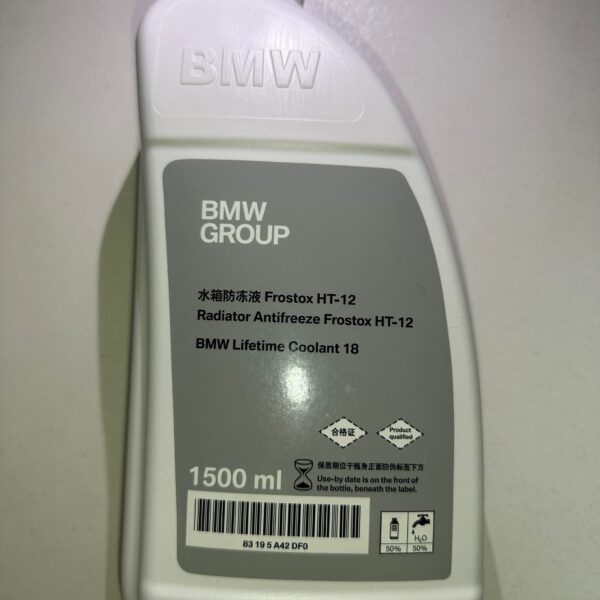 BMW
BMW
GROUP
水箱防冻液 Frostox HT-12
Radiator Antifreeze Frostox HT-12
BMW Lifetime Coolant 18
合格证
Product
qualified
1500 ml
保质期位于瓶身正面防伪标签下方
Use-by date is on the front of
the bottle, beneath the label.
83 19 5 A42 DF0
H₂O
50% 50%